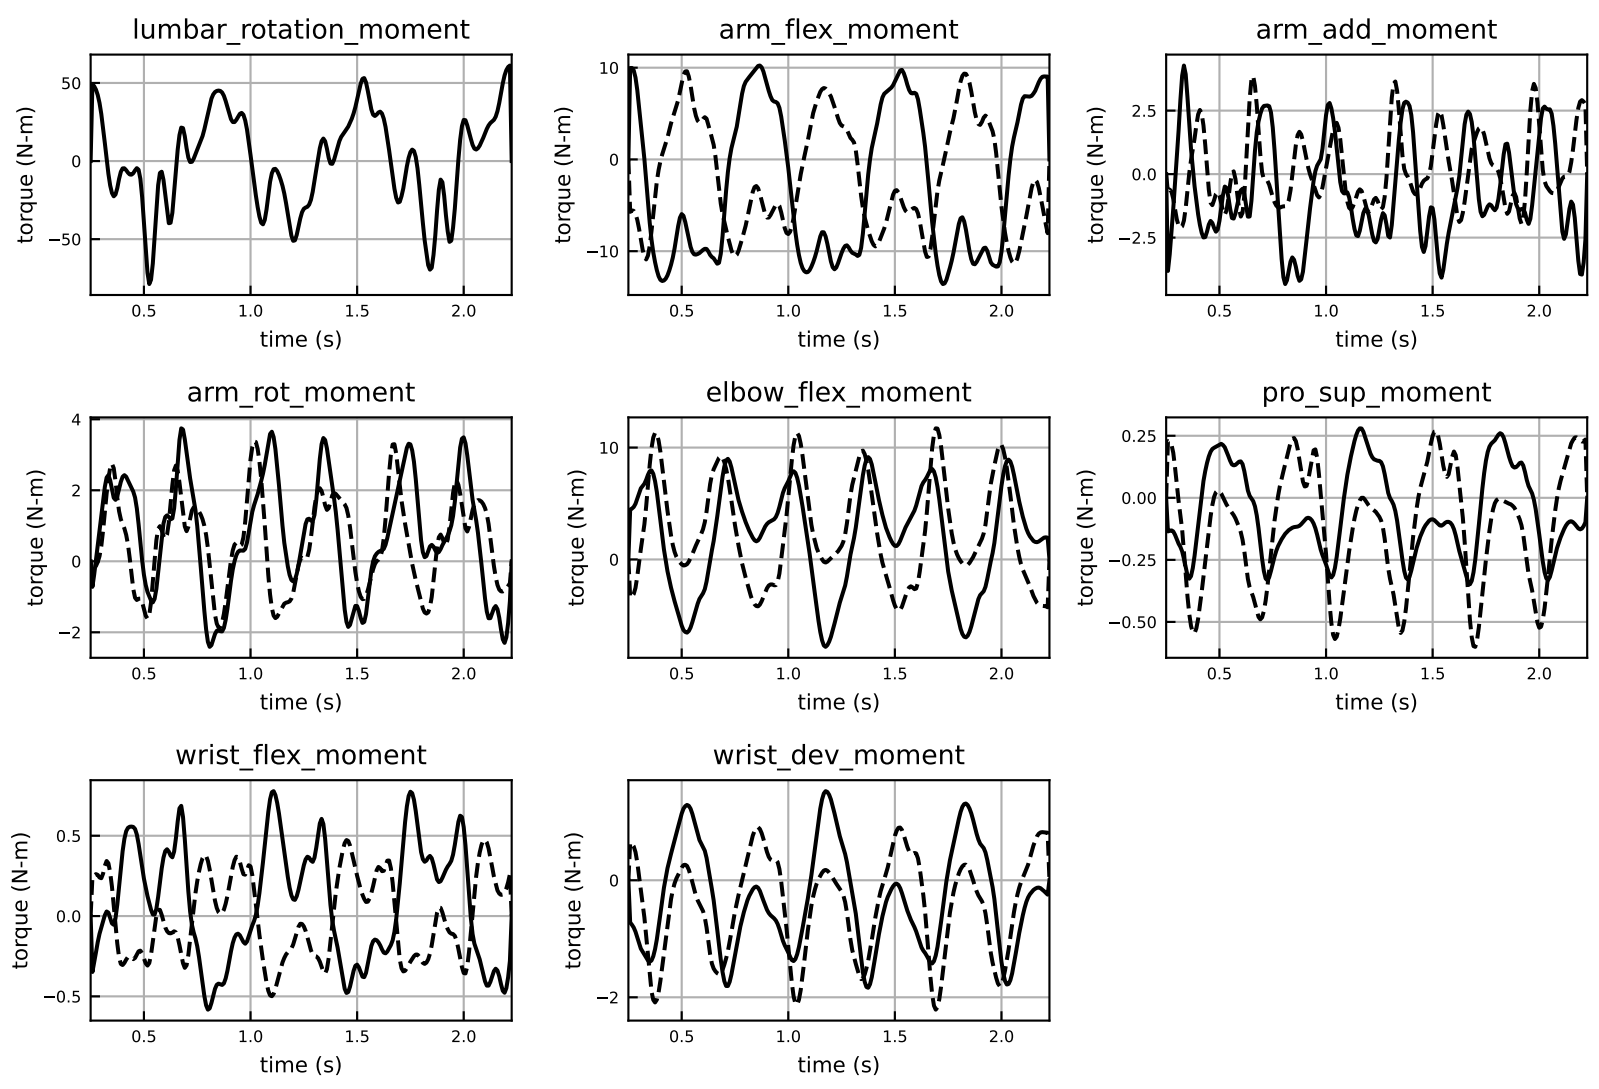 lumbar_rotation_moment
torque (N-m)
50
0
−50
0.5 1.0 1.5 2.0
time (s)
arm_flex_moment
torque (N-m)
10
0
−10
0.5 1.0 1.5 2.0
time (s)
arm_add_moment
torque (N-m)
2.5
0.0
−2.5
0.5 1.0 1.5 2.0
time (s)
arm_rot_moment
torque (N-m)
4
2
0
−2
0.5 1.0 1.5 2.0
time (s)
elbow_flex_moment
torque (N-m)
10
0
0.5 1.0 1.5 2.0
time (s)
pro_sup_moment
torque (N-m)
0.25
0.00
−0.25
−0.50
0.5 1.0 1.5 2.0
time (s)
wrist_flex_moment
torque (N-m)
0.5
0.0
−0.5
0.5 1.0 1.5 2.0
time (s)
wrist_dev_moment
torque (N-m)
0
−2
0.5 1.0 1.5 2.0
time (s)